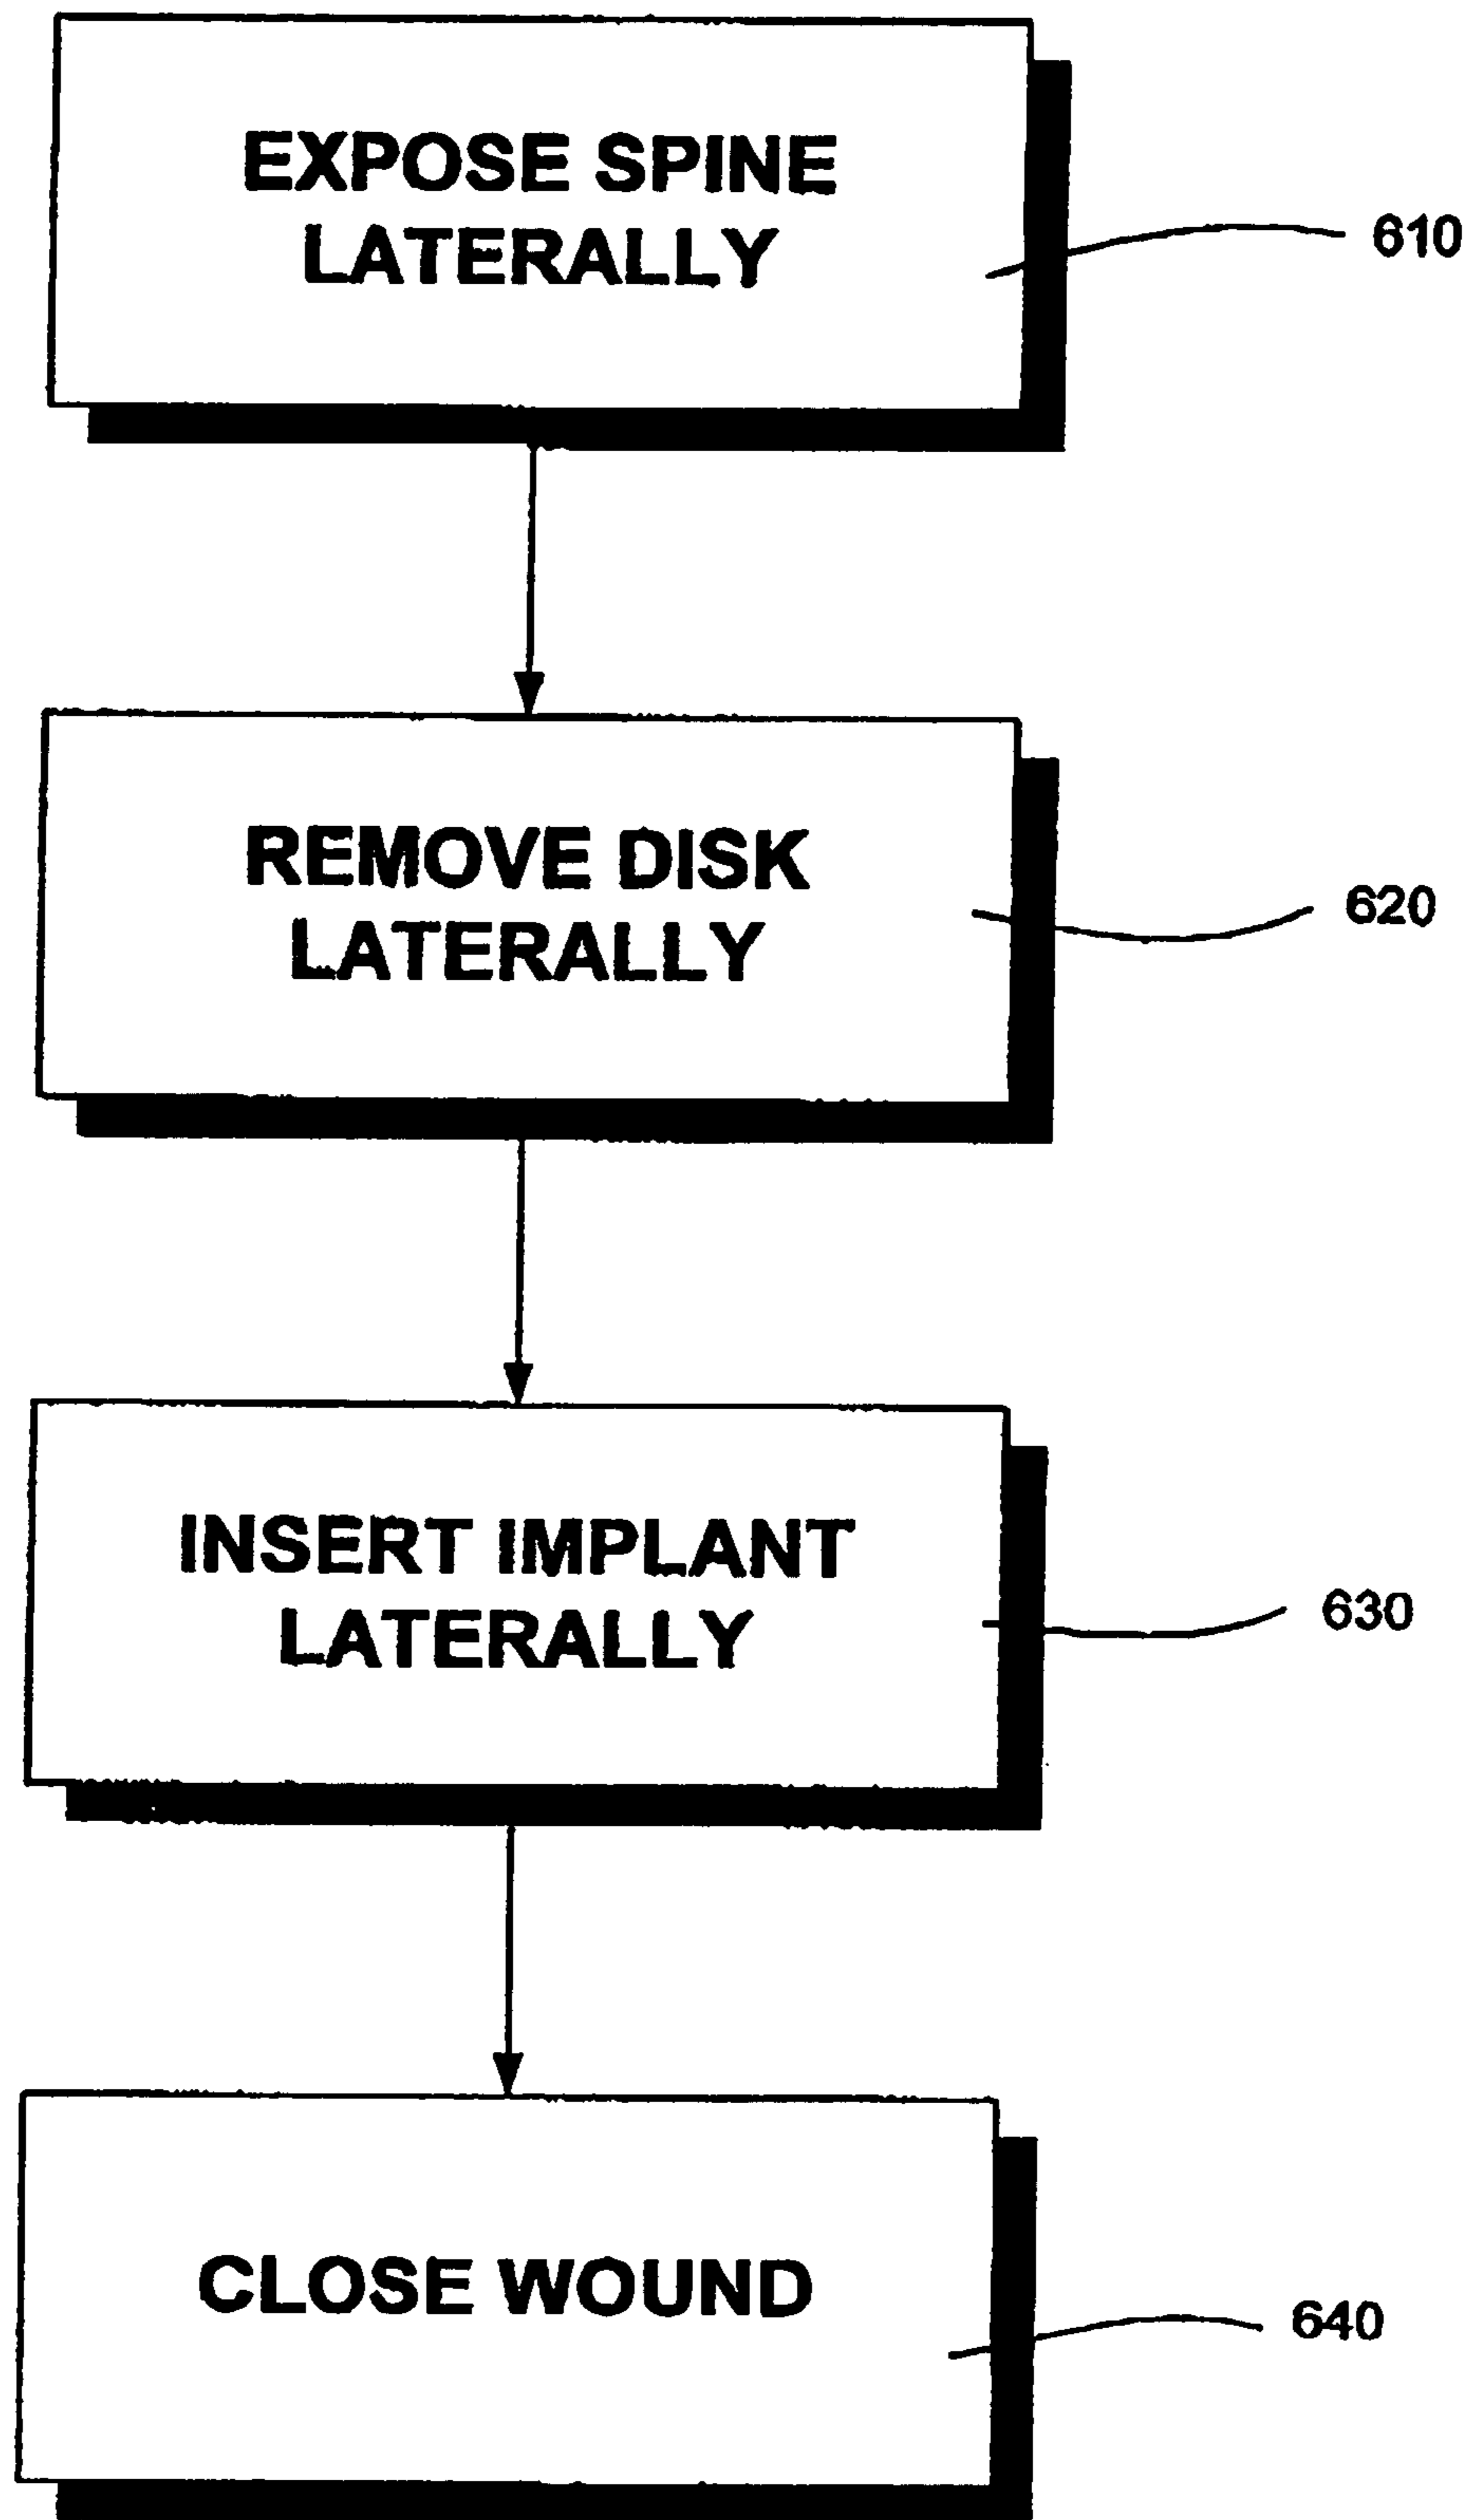 EXPOSE SPINE
LATERALLY
610
REMOVE DISK
LATERALLY
620
INSERT IMPLANT
LATERALLY
630
CLOSE WOUND
640